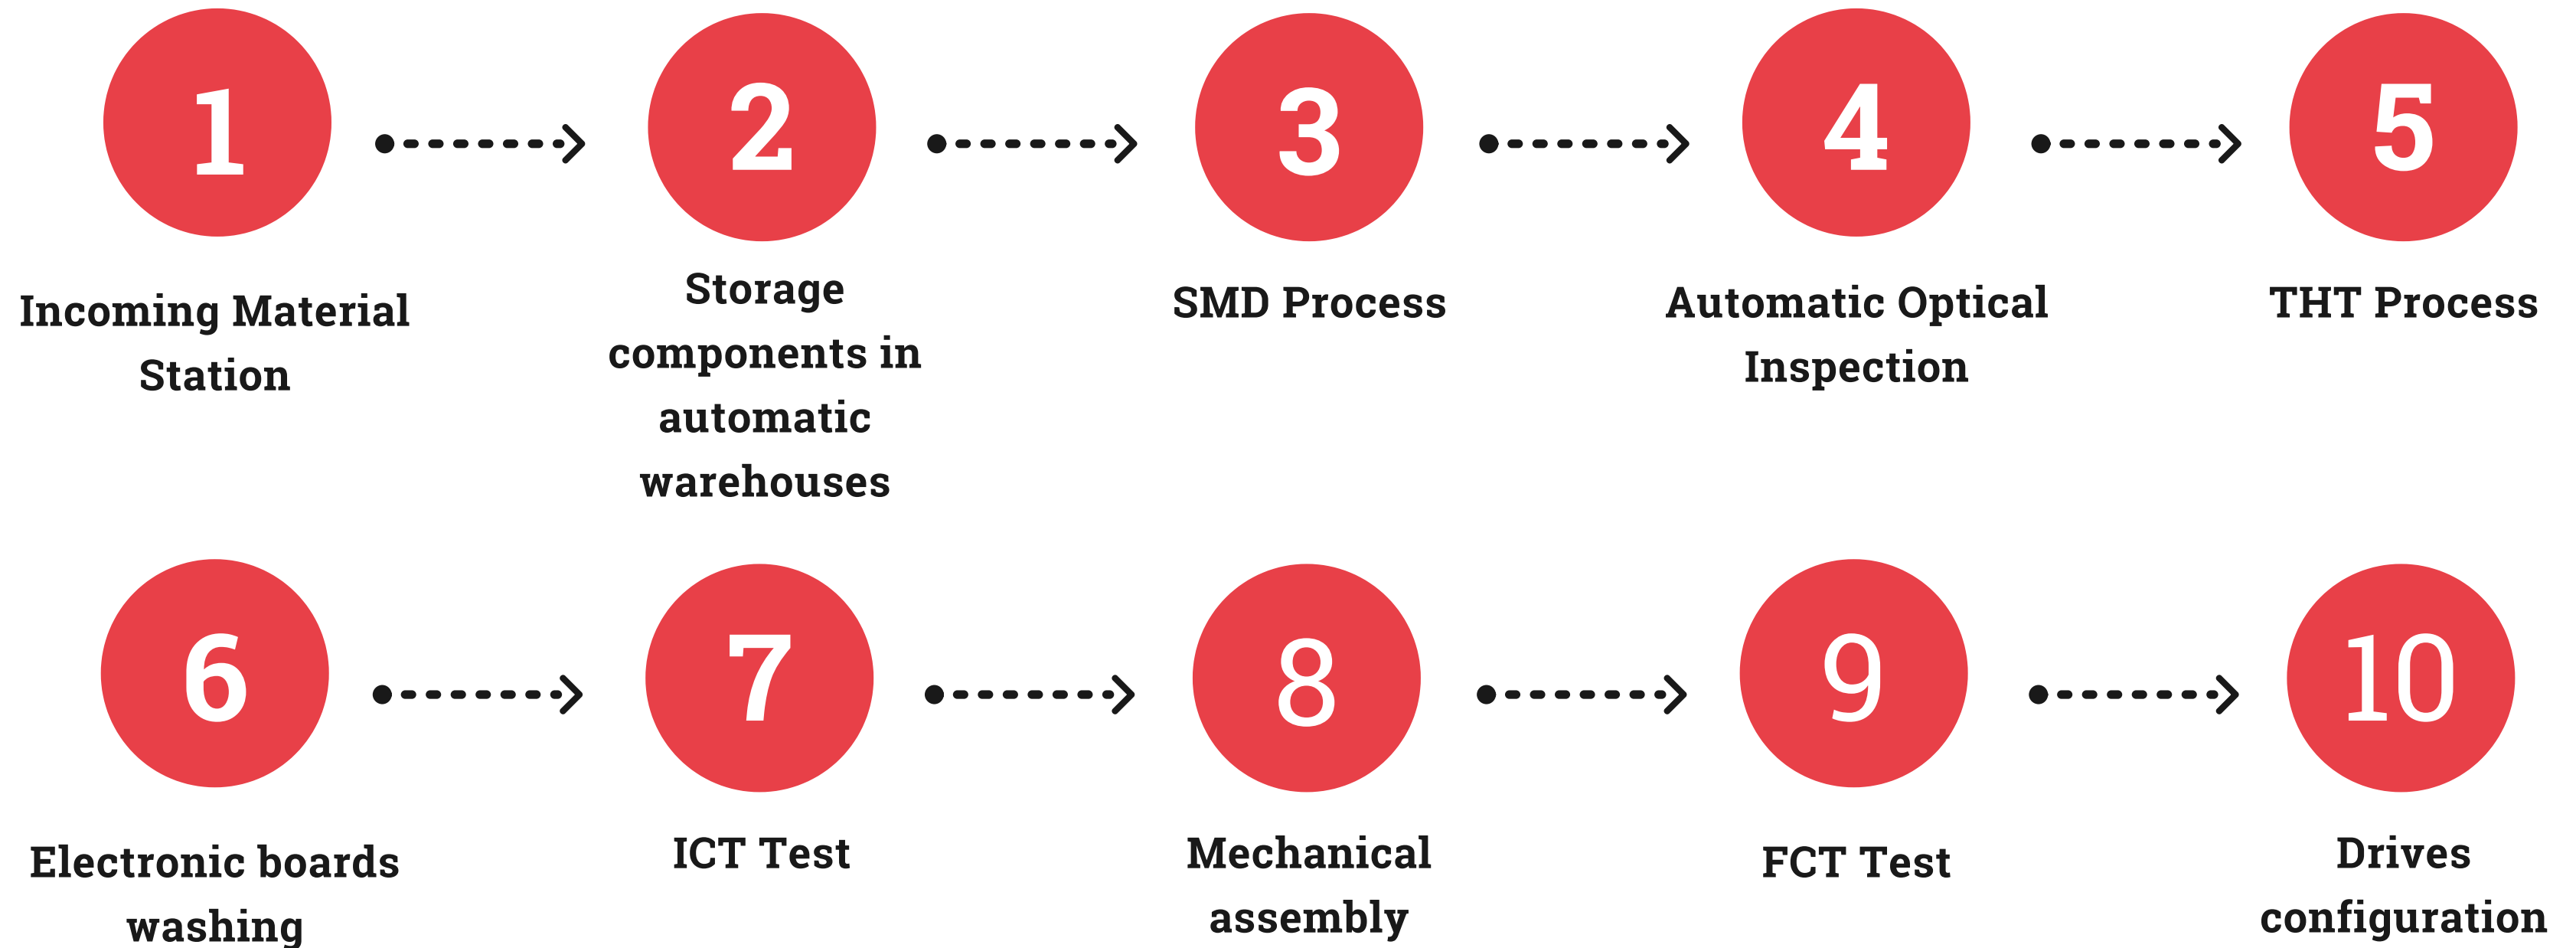 1
Incoming Material
Station
2
Storage
components in
automatic
warehouses
3
SMD Process
4
Automatic Optical
Inspection
5
THT Process
6
Electronic boards
washing
7
ICT Test
8
Mechanical
assembly
9
FCT Test
10
Drives
configuration